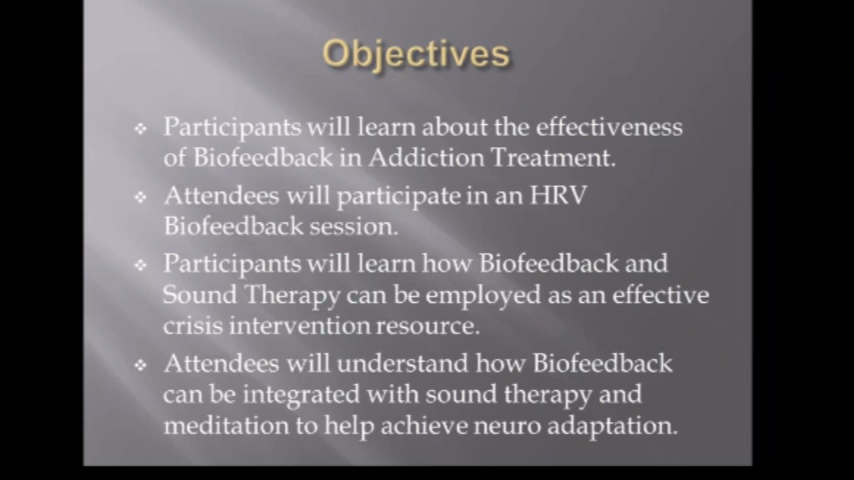 Objectives
Participants will learn about the effectiveness
of Biofeedback in Addiction Treatment.
Attendees will participate in an HRV
Biofeedback session.
Participants will learn how Biofeedback and
Sound Therapy can be employed as an effective
crisis intervention resource.
Attendees will understand how Biofeedback
can be integrated with sound therapy and
meditation to help achieve neuro adaptation.